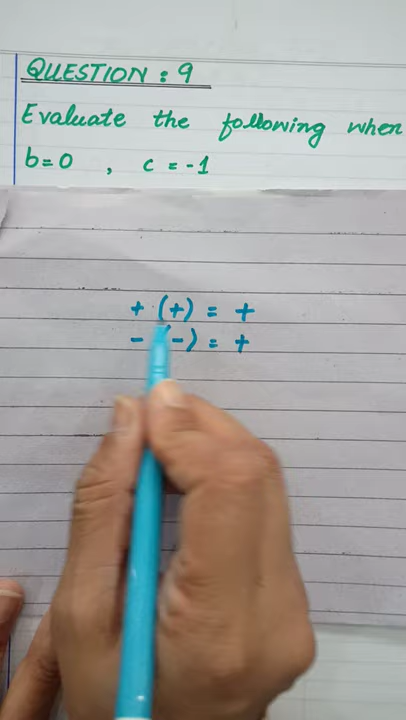 QUESTION : 9
Evaluate the following when
b=0 , c = -1
+ (+) = +
- (-) = +